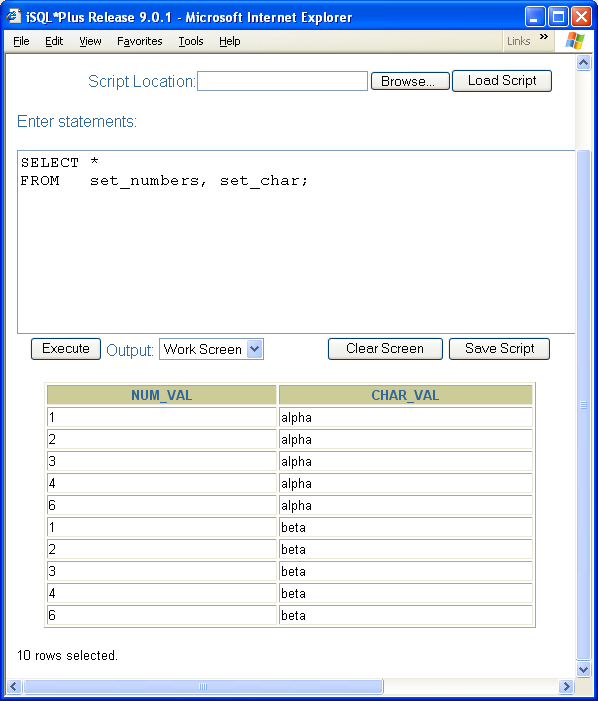 iSQL*Plus Release 9.0.1 - Microsoft Internet Explorer
File Edit View Favorites Tools Help Links »
Script Location: Browse... Load Script
Enter statements:
SELECT *
FROM set_numbers, set_char;
Execute Output: Work Screen Clear Screen Save Script
NUM_VAL CHAR_VAL
1 alpha
2 alpha
3 alpha
4 alpha
6 alpha
1 beta
2 beta
3 beta
4 beta
6 beta
10 rows selected.